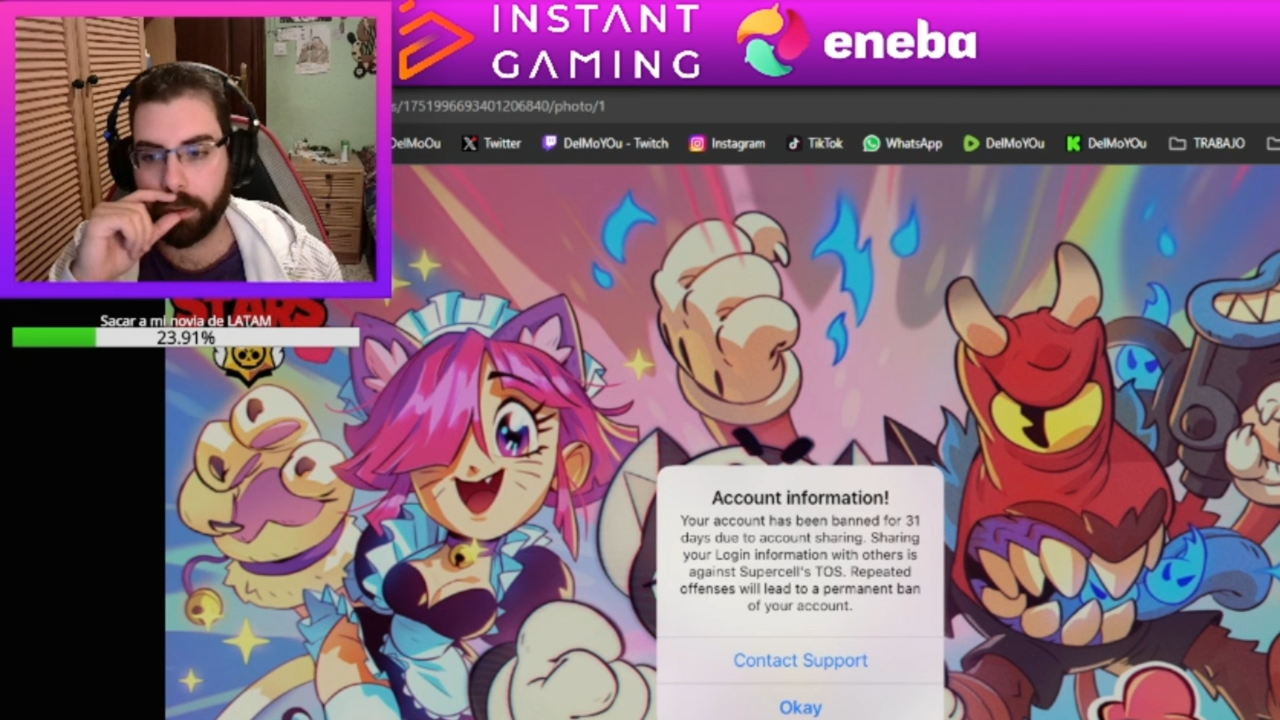 INSTANT
GAMING
eneba
s/1751996693401206840/photo/1
DelMoOu
Twitter
DelMoYOu - Twitch
Instagram
TikTok
WhatsApp
DelMoYOu
DelMoYOu
TRABAJO
STARS
Sacar a mi novia de LATAM
23.91%
Account information!
Your account has been banned for 31
days due to account sharing. Sharing
your Login information with others is
against Supercell's TOS. Repeated
offenses will lead to a permanent ban
of your account.
Contact Support
Okay